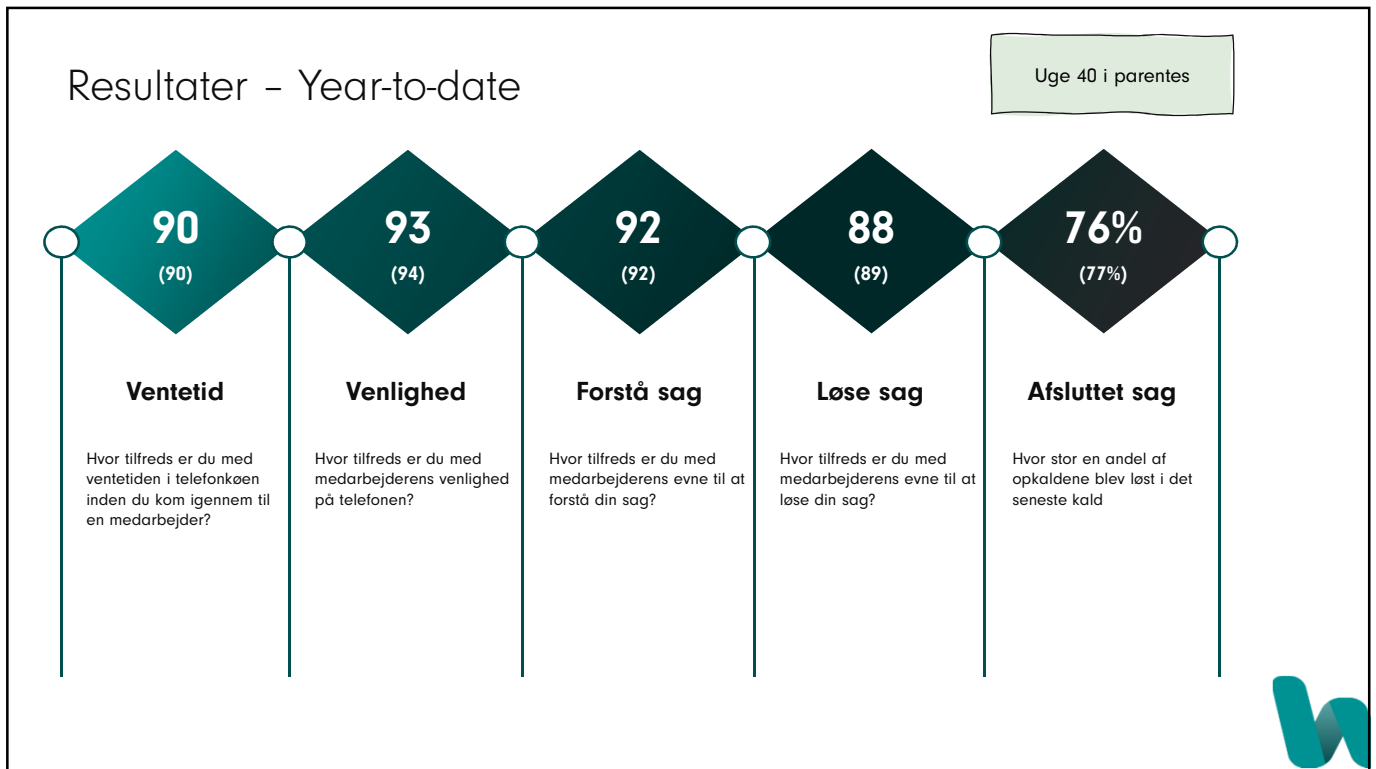 Resultater – Year-to-date
Uge 40 i parentes
90
(90)
93
(94)
92
(92)
88
(89)
76%
(77%)
Ventetid
Venlighed
Forstå sag
Løse sag
Afsluttet sag
Hvor tilfreds er du med
ventetiden i telefonkøen
inden du kom igennem til
en medarbejder?
Hvor tilfreds er du med
medarbejderens venlighed
på telefonen?
Hvor tilfreds er du med
medarbejderens evne til at
forstå din sag?
Hvor tilfreds er du med
medarbejderens evne til at
løse din sag?
Hvor stor en andel af
opkaldene blev løst i det
seneste kald